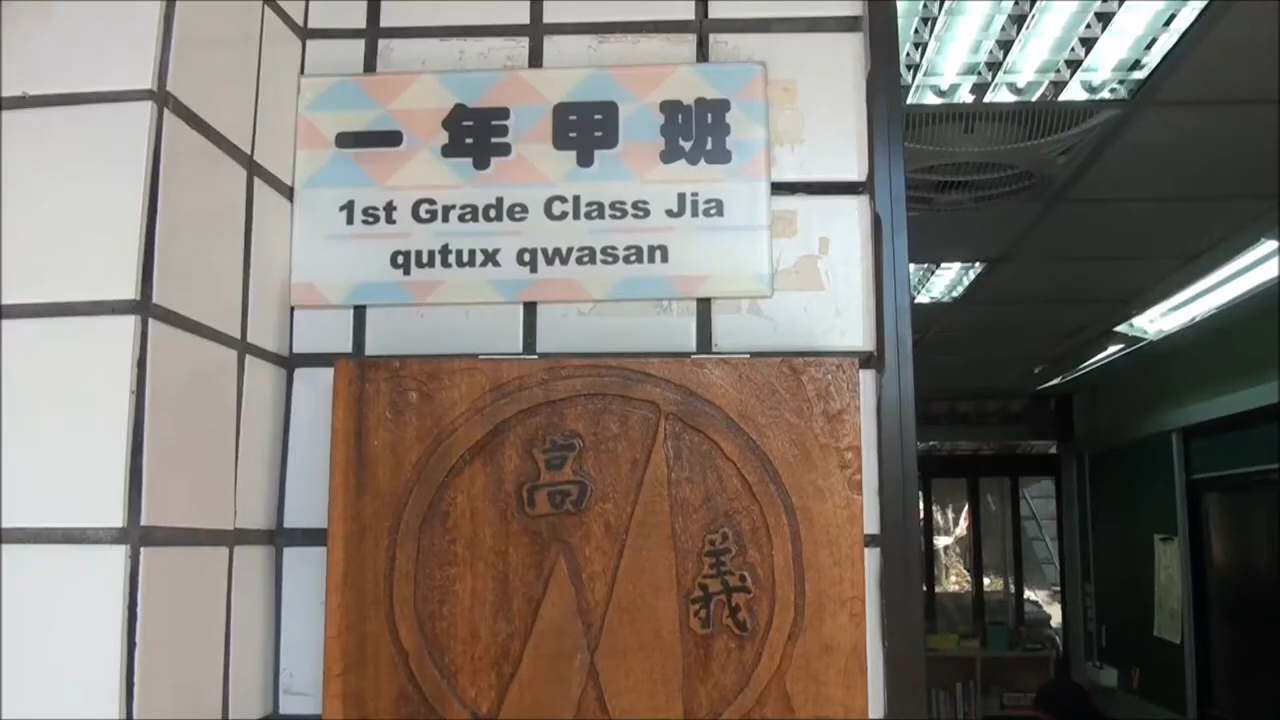 一年甲班
1st Grade Class Jia
qutux qwasan
高
義